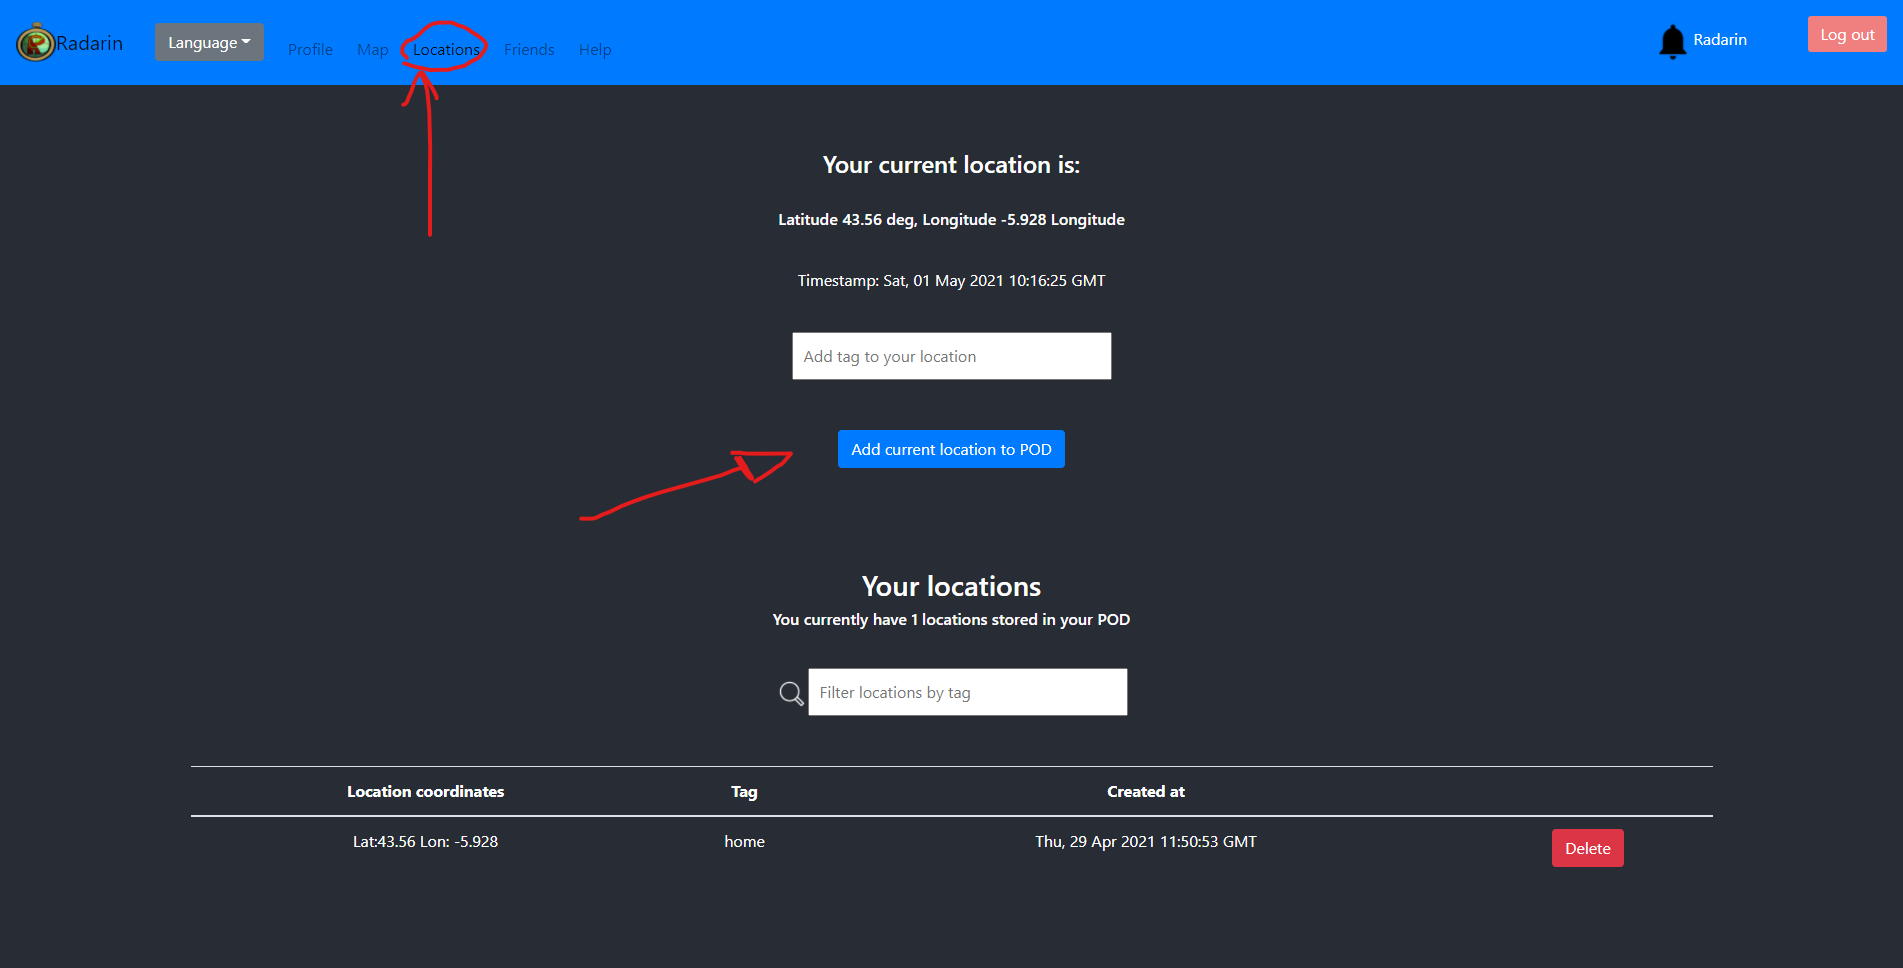 Radarin Language Profile Map Locations Friends Help Radarin Log out
Your current location is:
Latitude 43.56 deg, Longitude -5.928 Longitude
Timestamp: Sat, 01 May 2021 10:16:25 GMT
Add tag to your location
Add current location to POD
Your locations
You currently have 1 locations stored in your POD
Filter locations by tag
Location coordinates Tag Created at
Lat:43.56 Lon: -5.928 home Thu, 29 Apr 2021 11:50:53 GMT Delete